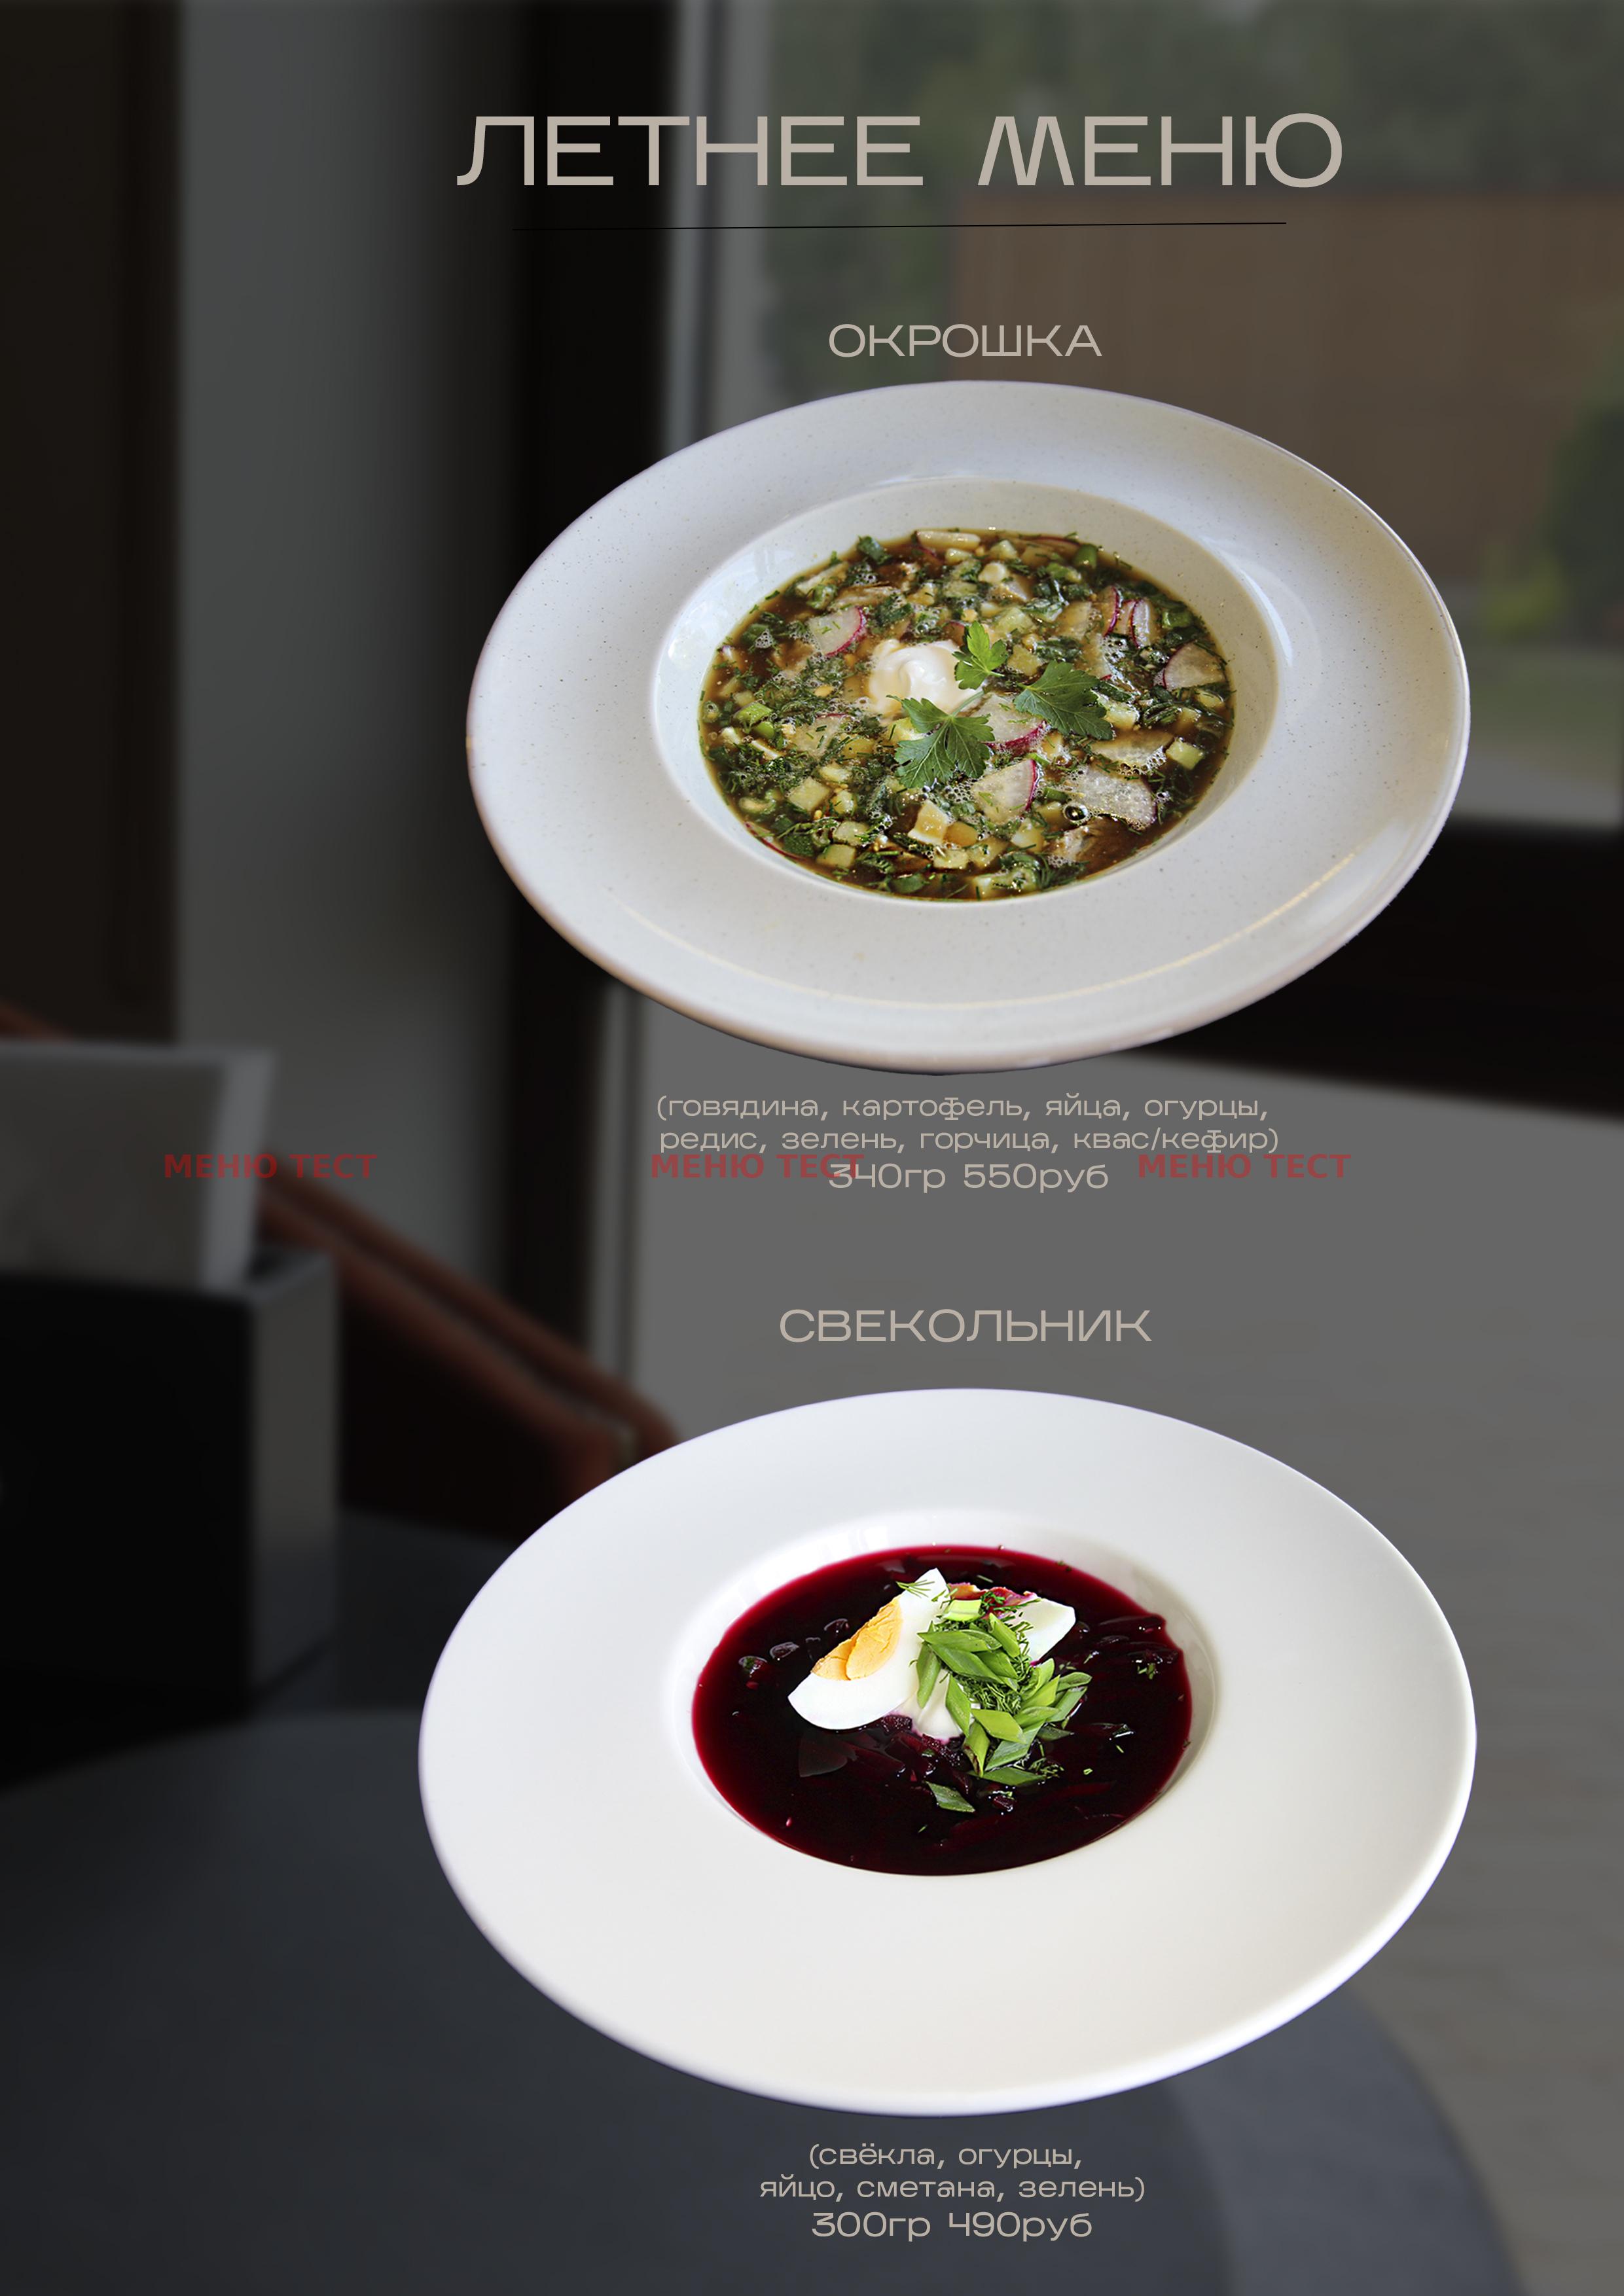 ЛЕТНЕЕ МЕНЮ
ОКРОШКА
(говядина, картофель, яйца, огурцы,
редис, зелень, горчица, квас/кефир)
МЕНЮ ТЕСТ МЕНЮ ТЕСТ МЕНЮ ТЕСТ
340гр 550руб
СВЕКОЛЬНИК
(свёкла, огурцы,
яйцо, сметана, зелень)
300гр 490руб